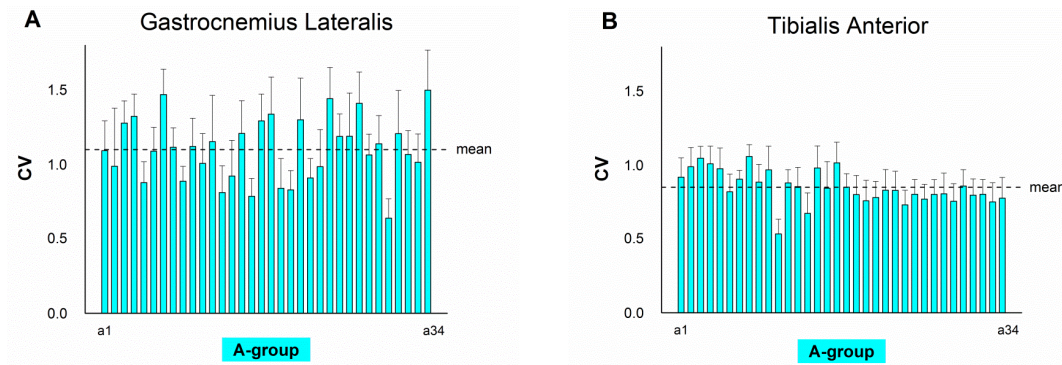 A
Gastrocnemius Lateralis
1.5
1.0
0.5
0.0
CV
mean
a1
a34
A-group
B
Tibialis Anterior
1.5
1.0
0.5
0.0
CV
mean
a1
a34
A-group